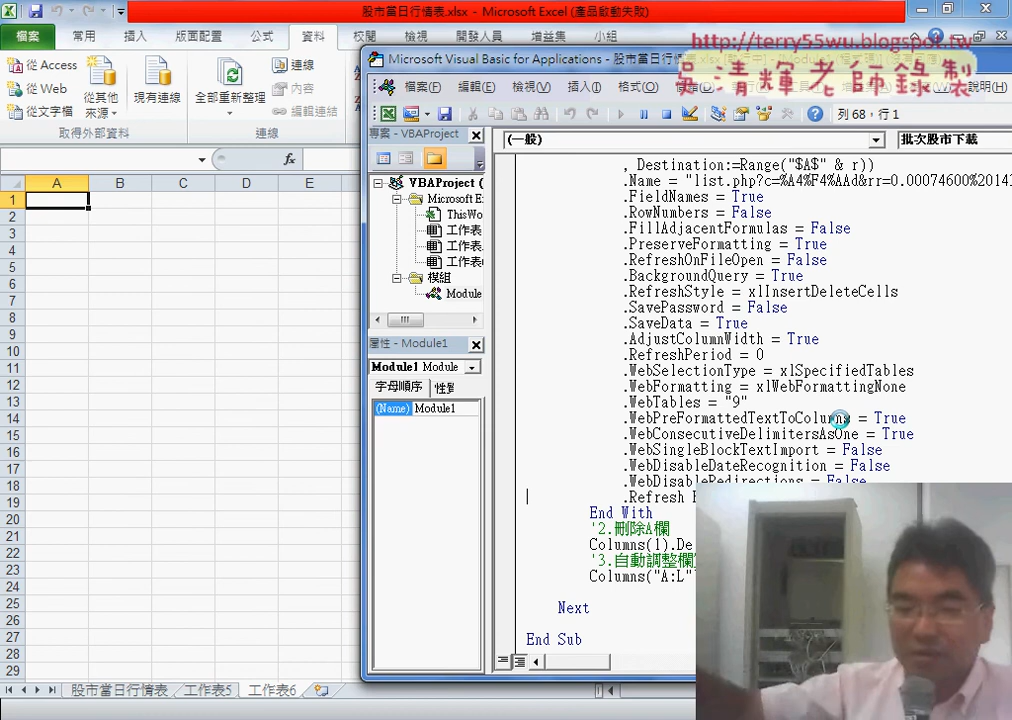 股市當日行情表.xlsx - Microsoft Excel (產品啟動失敗)
檔案 常用 插入 版面配置 公式 資料 校閱 檢視 開發人員 增益集 小組
http://terry55wu.blogspot.tw
吳清輝老師錄製
從 Access
從 Web
從文字檔
從其他
來源
現有連線
全部重新整理
連線
內容
編輯連結
取得外部資料
連線
Microsoft Visual Basic for Applications -
檔案(F) 編輯(E) 檢視(V) 插入(I) 格式(O)
列 68，行 1
專案 - VBAProject
VBAProject (
Microsoft E
ThisWo
工作表
工作表
工作表
模組
Module
屬性 - Module1
Module1 Module
字母順序 性質
(Name) Module1
(一般)
批次股市下載
, Destination:=Range("$A$" & r))
.Name = "list.php?c=%A4%F4%AAd&rr=0.00074600%2014
.FieldNames = True
.RowNumbers = False
.FillAdjacentFormulas = False
.PreserveFormatting = True
.RefreshOnFileOpen = False
.BackgroundQuery = True
.RefreshStyle = xlInsertDeleteCells
.SavePassword = False
.SaveData = True
.AdjustColumnWidth = True
.RefreshPeriod = 0
.WebSelectionType = xlSpecifiedTables
.WebFormatting = xlWebFormattingNone
.WebTables = "9"
.WebPreFormattedTextToColumns = True
.WebConsecutiveDelimitersAsOne = True
.WebSingleBlockTextImport = False
.WebDisableDateRecognition = False
.WebDisableRedirections = False
.Refresh
End With
'2.刪除A欄
Columns(1).De
'3.自動調整欄
Columns("A:L"
Next
End Sub
fx
A B C D E
1
2
3
4
5
6
7
8
9
10
11
12
13
14
15
16
17
18
19
20
21
22
23
24
25
26
27
28
29
股市當日行情表 工作表5 工作表6